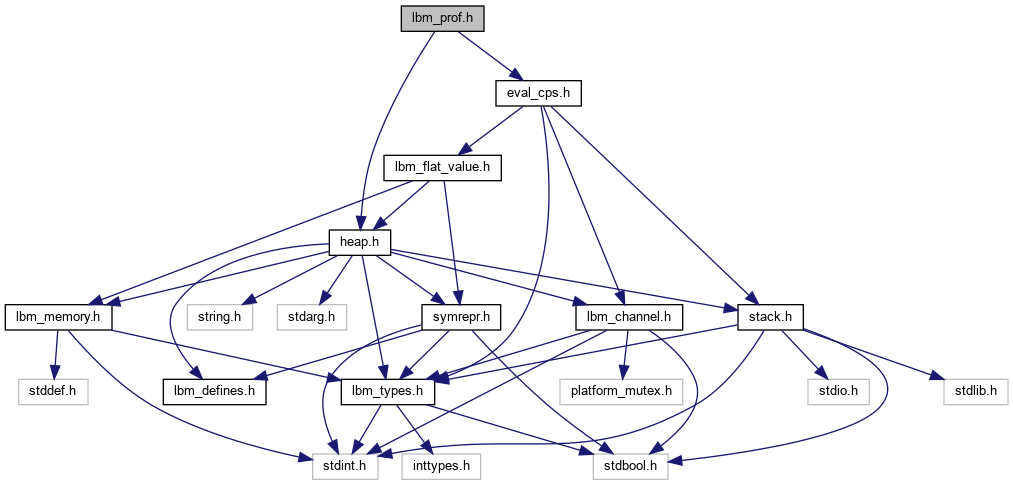 lbm_prof.h
eval_cps.h
lbm_flat_value.h
heap.h
lbm_memory.h
string.h
stdarg.h
symrepr.h
lbm_channel.h
stack.h
stddef.h
lbm_defines.h
lbm_types.h
platform_mutex.h
stdio.h
stdlib.h
stdint.h
inttypes.h
stdbool.h